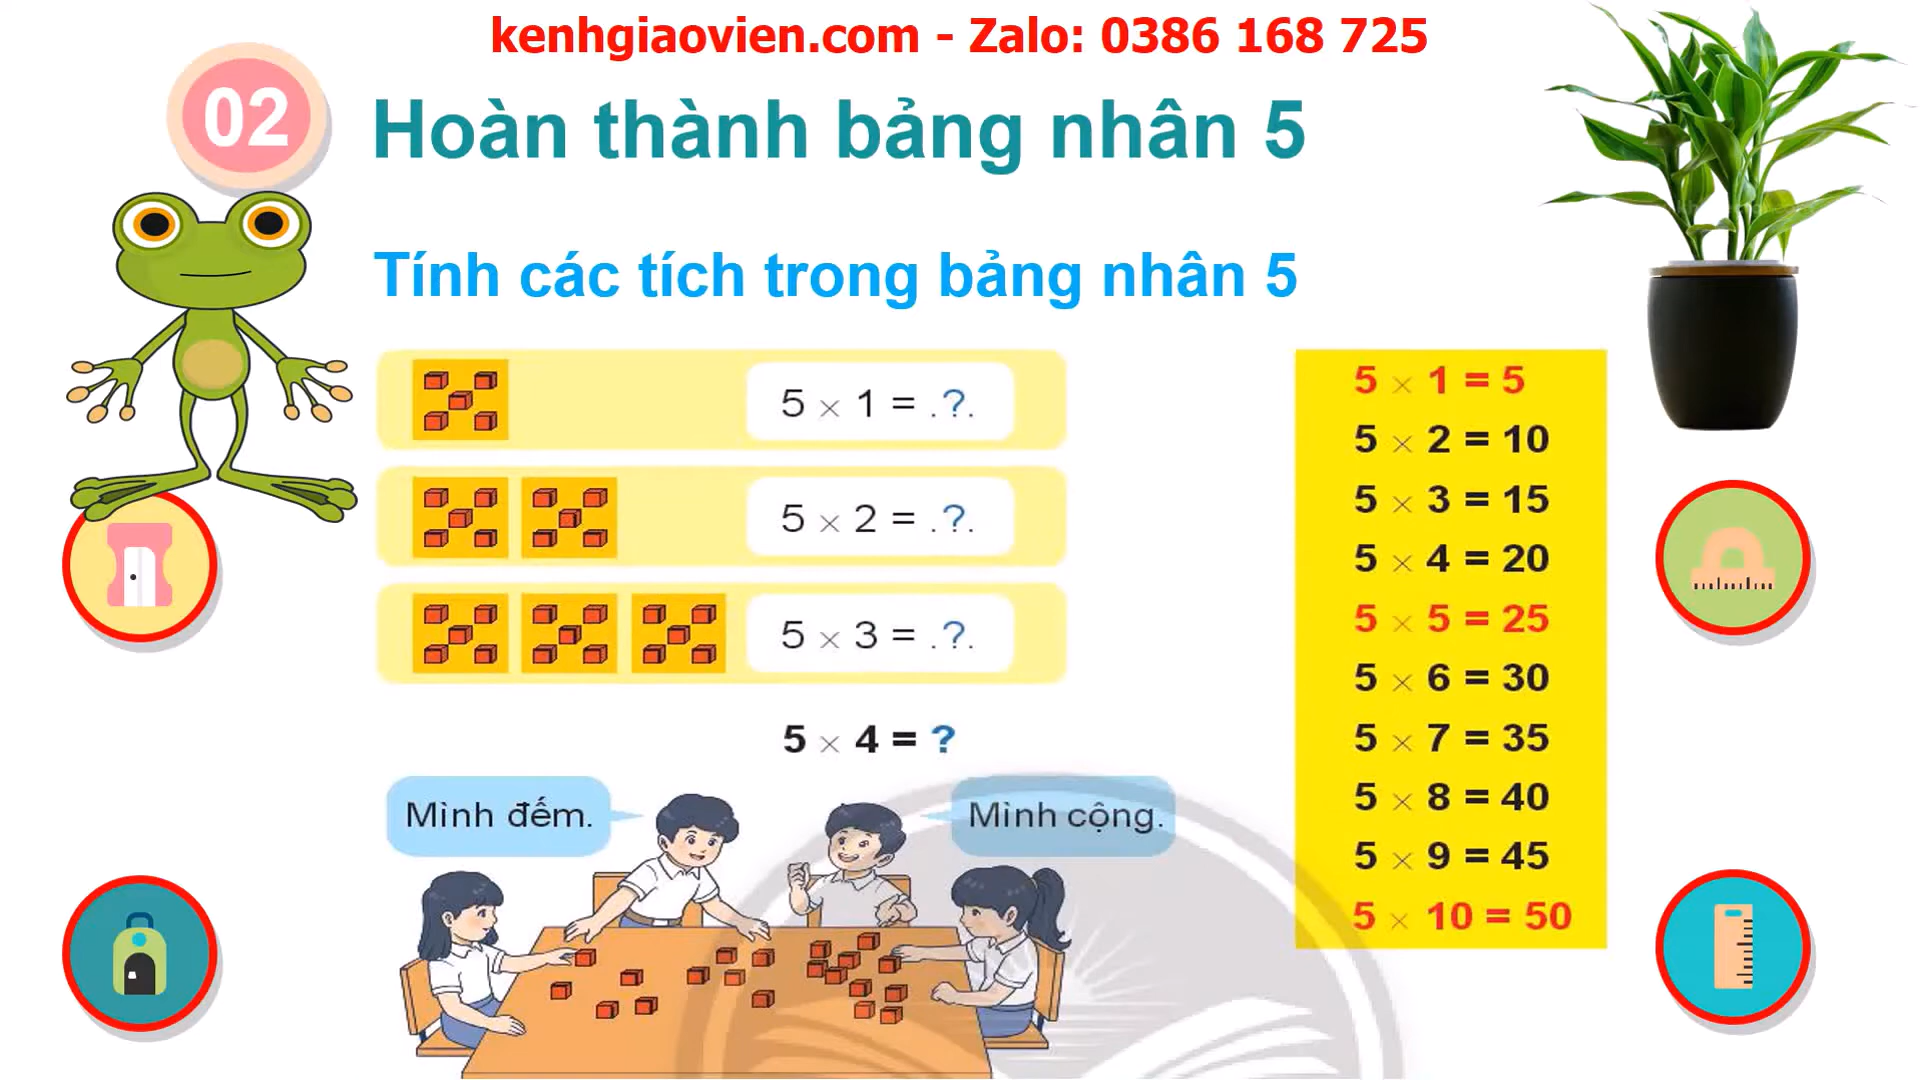 kenhgiaovien.com - Zalo: 0386 168 725
02
Hoàn thành bảng nhân 5
Tính các tích trong bảng nhân 5
5 × 1 = .?.
5 × 2 = .?.
5 × 3 = .?.
5 × 4 = ?
Mình đếm.
Mình cộng.
5 × 1 = 5
5 × 2 = 10
5 × 3 = 15
5 × 4 = 20
5 × 5 = 25
5 × 6 = 30
5 × 7 = 35
5 × 8 = 40
5 × 9 = 45
5 × 10 = 50